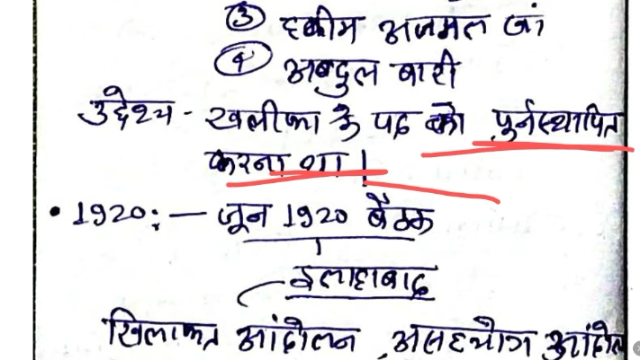 ③ हकीम अजमल खां
④ अब्दुल बारी
उद्देश्य - खलीफा के पद को पुर्नस्थापित
करना था।
• 1920: — जून 1920 बैठक
इलाहाबाद
खिलाफत आंदोलन असहयोग आंदोल